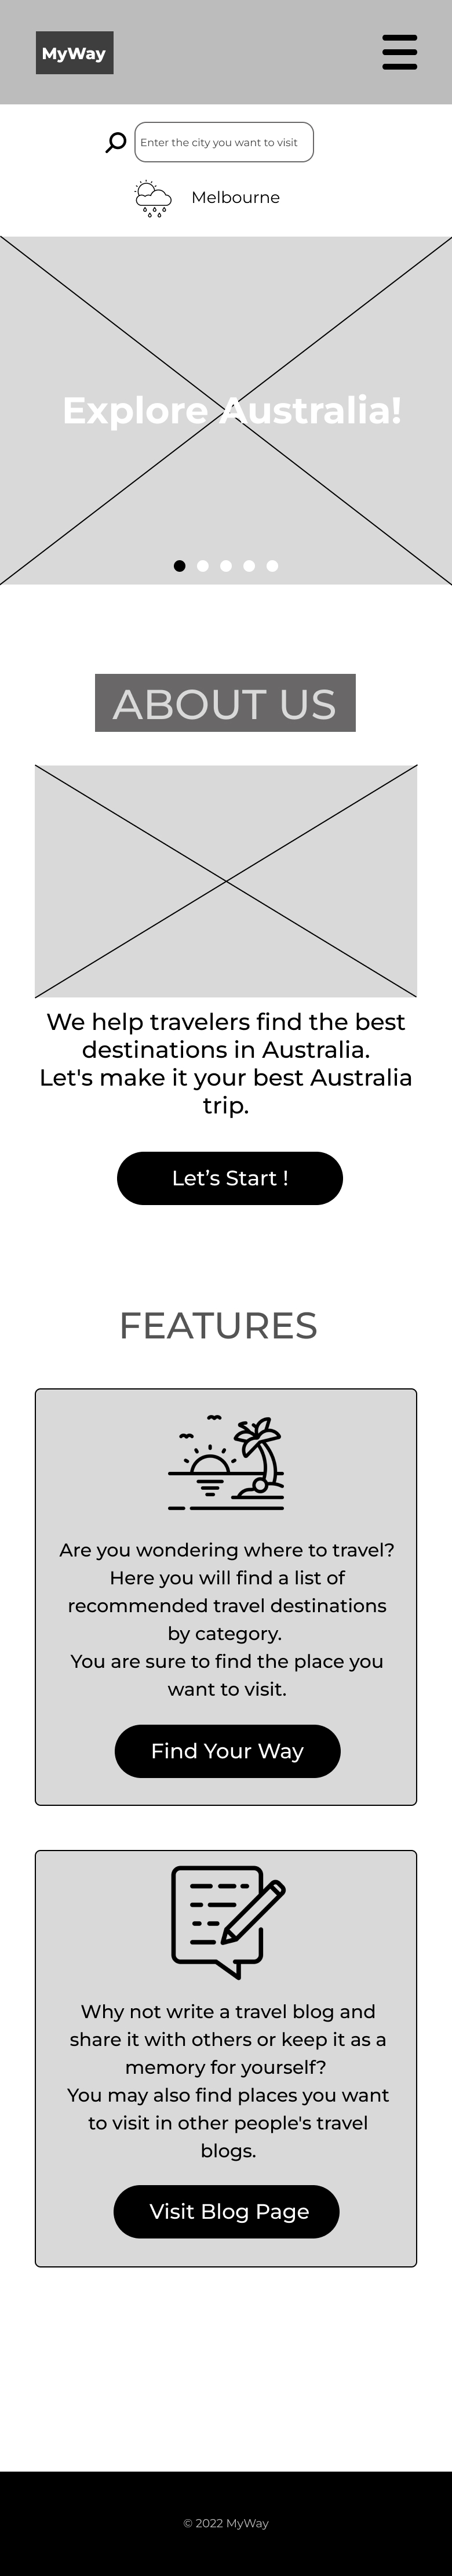 MyWay
Enter the city you want to visit
Melbourne
Explore Australia!
ABOUT US
We help travelers find the best
destinations in Australia.
Let's make it your best Australia
trip.
Let’s Start !
FEATURES
Are you wondering where to travel?
Here you will find a list of
recommended travel destinations
by category.
You are sure to find the place you
want to visit.
Find Your Way
Why not write a travel blog and
share it with others or keep it as a
memory for yourself?
You may also find places you want
to visit in other people's travel
blogs.
Visit Blog Page
© 2022 MyWay